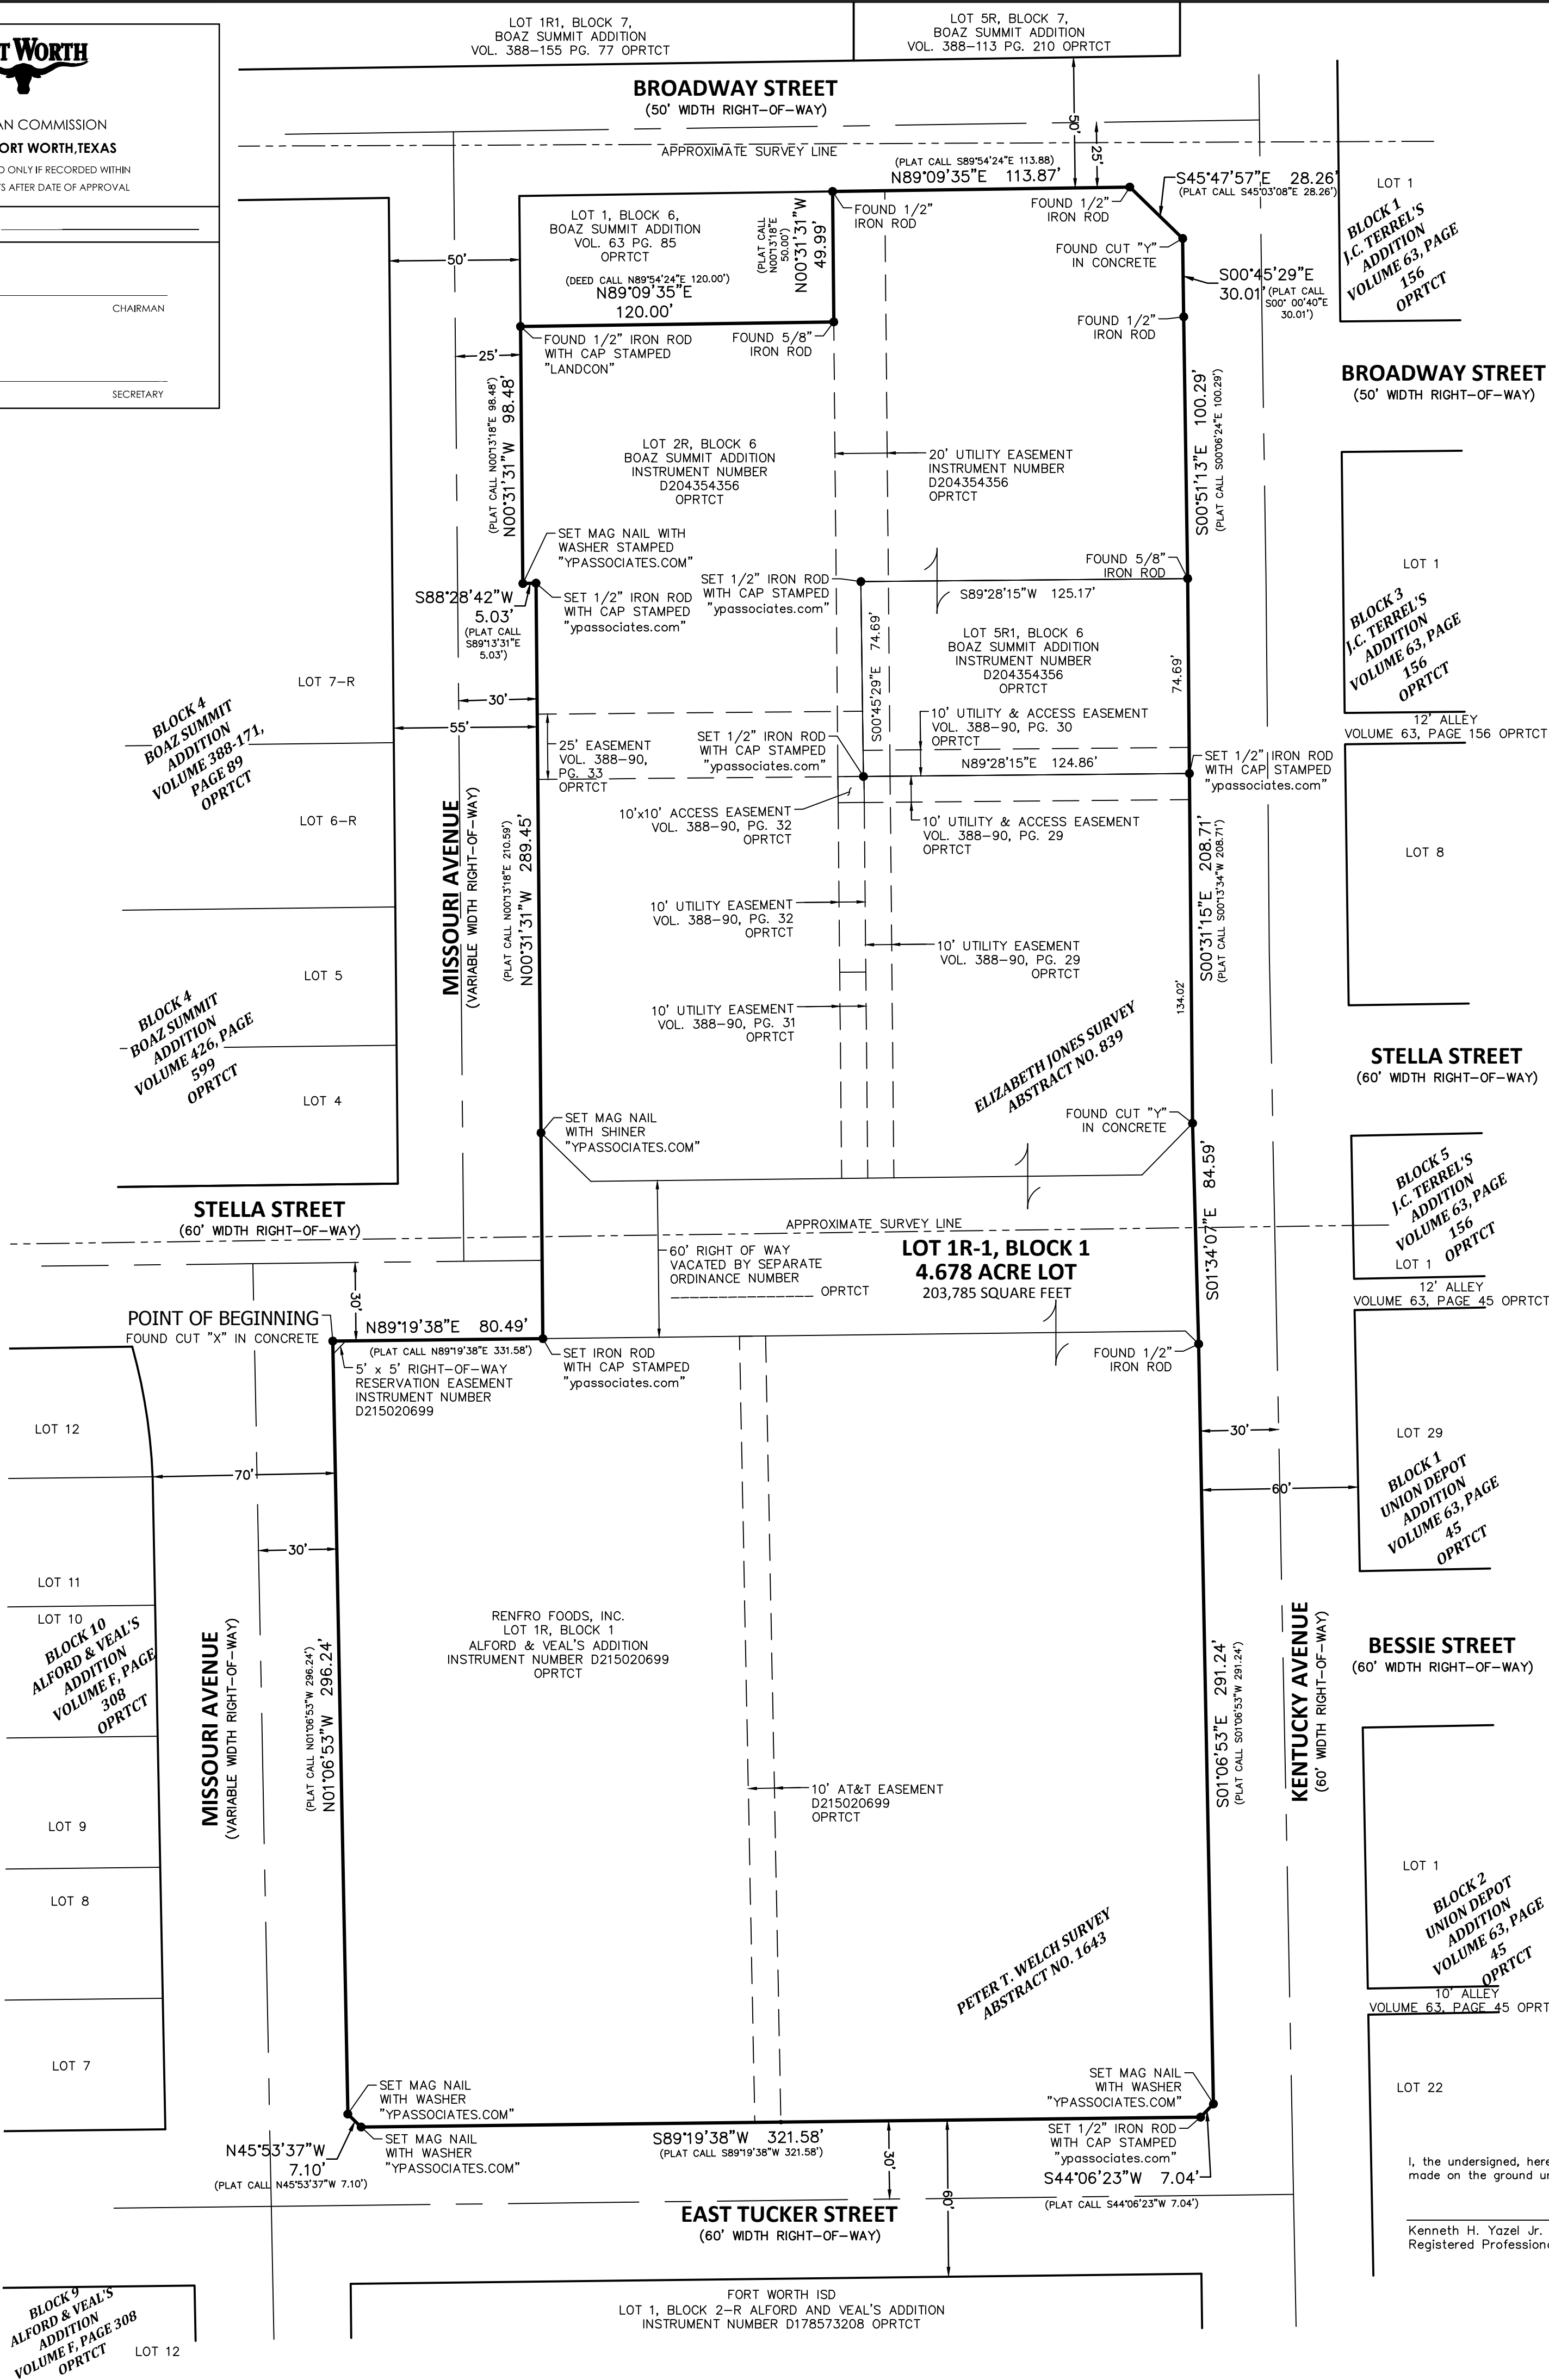 LOT 1R1, BLOCK 7,
BOAZ SUMMIT ADDITION
VOL. 388-155 PG. 77 OPRTCT
LOT 5R, BLOCK 7,
BOAZ SUMMIT ADDITION
VOL. 388-113 PG. 210 OPRTCT
T WORTH
AN COMMISSION
ORT WORTH,TEXAS
D ONLY IF RECORDED WITHIN
S AFTER DATE OF APPROVAL
CHAIRMAN
SECRETARY
BROADWAY STREET
(50' WIDTH RIGHT-OF-WAY)
50'
25'
APPROXIMATE SURVEY LINE
(PLAT CALL S89°54'24"E 113.88)
N89°09'35"E 113.87'
S45°47'57"E 28.26'
(PLAT CALL S45°03'08"E 28.26')
LOT 1
BLOCK 1
J.C. TERREL'S
ADDITION
VOLUME 63, PAGE
156
OPRTCT
LOT 1, BLOCK 6,
BOAZ SUMMIT ADDITION
VOL. 63 PG. 85
OPRTCT
(DEED CALL N89°54'24"E 120.00')
N89°09'35"E
120.00'
(PLAT CALL
N00°13'18"E
50.00')
N00°31'31"W
49.99'
FOUND 1/2"
IRON ROD
FOUND 1/2"
IRON ROD
FOUND CUT "Y"
IN CONCRETE
S00°45'29"E
30.01'
(PLAT CALL
S00° 00'40"E
30.01')
FOUND 1/2"
IRON ROD
50'
25'
FOUND 1/2" IRON ROD
WITH CAP STAMPED
"LANDCON"
FOUND 5/8"
IRON ROD
BROADWAY STREET
(50' WIDTH RIGHT-OF-WAY)
(PLAT CALL N00°13'18"E 98.48')
N00°31'31"W 98.48'
LOT 2R, BLOCK 6
BOAZ SUMMIT ADDITION
INSTRUMENT NUMBER
D204354356
OPRTCT
20' UTILITY EASEMENT
INSTRUMENT NUMBER
D204354356
OPRTCT
S00°51'13"E 100.29'
(PLAT CALL S00°06'24"E 100.29')
SET MAG NAIL WITH
WASHER STAMPED
"YPASSOCIATES.COM"
S88°28'42"W
5.03'
(PLAT CALL
S89°13'31"E
5.03')
SET 1/2" IRON ROD
WITH CAP STAMPED
"ypassociates.com"
SET 1/2" IRON ROD
WITH CAP STAMPED
"ypassociates.com"
FOUND 5/8"
IRON ROD
S89°28'15"W 125.17'
S00°45'29"E 74.69'
LOT 5R1, BLOCK 6
BOAZ SUMMIT ADDITION
INSTRUMENT NUMBER
D204354356
OPRTCT
74.69'
LOT 1
BLOCK 3
J.C. TERREL'S
ADDITION
VOLUME 63, PAGE
156
OPRTCT
12' ALLEY
VOLUME 63, PAGE 156 OPRTCT
LOT 7-R
BLOCK 4
BOAZ SUMMIT
ADDITION
VOLUME 388-171,
PAGE 89
OPRTCT
30'
55'
25' EASEMENT
VOL. 388-90,
PG. 33
OPRTCT
SET 1/2" IRON ROD
WITH CAP STAMPED
"ypassociates.com"
10' UTILITY & ACCESS EASEMENT
VOL. 388-90, PG. 30
OPRTCT
N89°28'15"E 124.86'
SET 1/2" IRON ROD
WITH CAP STAMPED
"ypassociates.com"
LOT 6-R
MISSOURI AVENUE
(VARIABLE WIDTH RIGHT-OF-WAY)
(PLAT CALL N00°13'18"E 210.59')
N00°31'31"W 289.45'
10'x10' ACCESS EASEMENT
VOL. 388-90, PG. 32
OPRTCT
10' UTILITY & ACCESS EASEMENT
VOL. 388-90, PG. 29
OPRTCT
S00°31'15"E 208.71'
(PLAT CALL S00°13'34"W 208.71')
LOT 8
10' UTILITY EASEMENT
VOL. 388-90, PG. 32
OPRTCT
10' UTILITY EASEMENT
VOL. 388-90, PG. 29
OPRTCT
LOT 5
BLOCK 4
BOAZ SUMMIT
ADDITION
VOLUME 426, PAGE
599
OPRTCT
10' UTILITY EASEMENT
VOL. 388-90, PG. 31
OPRTCT
134.02'
ELIZABETH JONES SURVEY
ABSTRACT NO. 839
STELLA STREET
(60' WIDTH RIGHT-OF-WAY)
LOT 4
SET MAG NAIL
WITH SHINER
"YPASSOCIATES.COM"
FOUND CUT "Y"
IN CONCRETE
S01°34'07"E 84.59'
BLOCK 5
J.C. TERREL'S
ADDITION
VOLUME 63, PAGE
156
OPRTCT
LOT 1
12' ALLEY
VOLUME 63, PAGE 45 OPRTCT
STELLA STREET
(60' WIDTH RIGHT-OF-WAY)
APPROXIMATE SURVEY LINE
60' RIGHT OF WAY
VACATED BY SEPARATE
ORDINANCE NUMBER
_______________ OPRTCT
LOT 1R-1, BLOCK 1
4.678 ACRE LOT
203,785 SQUARE FEET
30'
POINT OF BEGINNING
FOUND CUT "X" IN CONCRETE
N89°19'38"E 80.49'
(PLAT CALL N89°19'38"E 331.58')
5' x 5' RIGHT-OF-WAY
RESERVATION EASEMENT
INSTRUMENT NUMBER
D215020699
SET IRON ROD
WITH CAP STAMPED
"ypassociates.com"
FOUND 1/2"
IRON ROD
LOT 12
70'
30'
30'
60'
LOT 29
BLOCK 1
UNION DEPOT
ADDITION
VOLUME 63, PAGE
45
OPRTCT
LOT 11
LOT 10
BLOCK 10
ALFORD & VEAL'S
ADDITION
VOLUME F, PAGE
308
OPRTCT
MISSOURI AVENUE
(VARIABLE WIDTH RIGHT-OF-WAY)
(PLAT CALL N01°06'53"W 296.24')
N01°06'53"W 296.24'
RENFRO FOODS, INC.
LOT 1R, BLOCK 1
ALFORD & VEAL'S ADDITION
INSTRUMENT NUMBER D215020699
OPRTCT
S01°06'53"E 291.24'
(PLAT CALL S01°06'53"W 291.24')
KENTUCKY AVENUE
(60' WIDTH RIGHT-OF-WAY)
BESSIE STREET
(60' WIDTH RIGHT-OF-WAY)
10' AT&T EASEMENT
D215020699
OPRTCT
LOT 9
LOT 8
LOT 1
BLOCK 2
UNION DEPOT
ADDITION
VOLUME 63, PAGE
45
OPRTCT
10' ALLEY
VOLUME 63, PAGE 45 OPRT
PETER T. WELCH SURVEY
ABSTRACT NO. 1643
LOT 7
LOT 22
SET MAG NAIL
WITH WASHER
"YPASSOCIATES.COM"
SET MAG NAIL
WITH WASHER
"YPASSOCIATES.COM"
N45°53'37"W
7.10'
(PLAT CALL N45°53'37"W 7.10')
S89°19'38"W 321.58'
(PLAT CALL S89°19'38"W 321.58')
SET MAG NAIL
WITH WASHER
"YPASSOCIATES.COM"
SET 1/2" IRON ROD
WITH CAP STAMPED
"ypassociates.com"
S44°06'23"W 7.04'
(PLAT CALL S44°06'23"W 7.04')
30'
60'
EAST TUCKER STREET
(60' WIDTH RIGHT-OF-WAY)
I, the undersigned, here
made on the ground un
Kenneth H. Yazel Jr.
Registered Profession
BLOCK 9
ALFORD & VEAL'S
ADDITION
VOLUME F, PAGE 308
OPRTCT
LOT 12
FORT WORTH ISD
LOT 1, BLOCK 2-R ALFORD AND VEAL'S ADDITION
INSTRUMENT NUMBER D178573208 OPRTCT